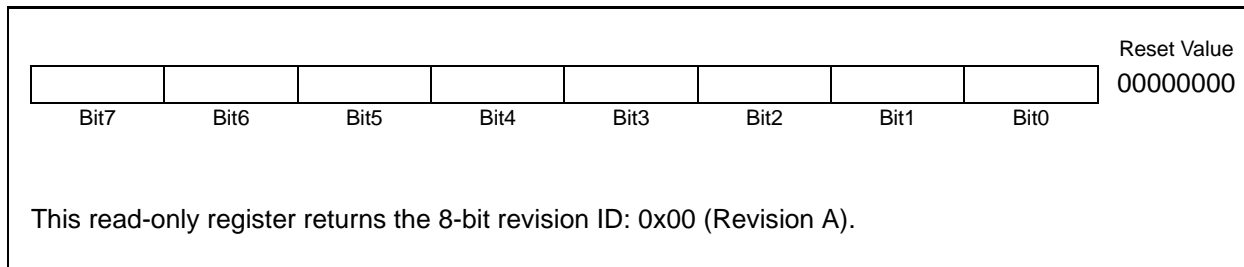 Reset Value
00000000
Bit7 Bit6 Bit5 Bit4 Bit3 Bit2 Bit1 Bit0
This read-only register returns the 8-bit revision ID: 0x00 (Revision A).